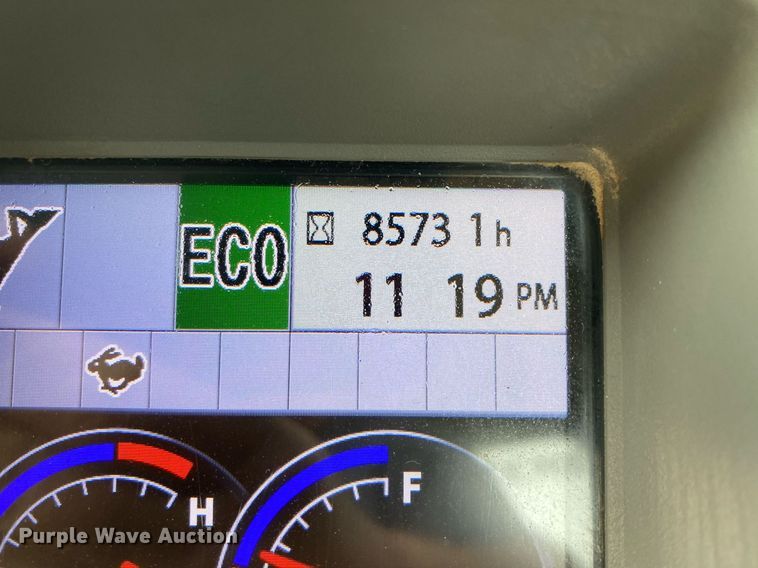 ECO
8573 1h
11 19 PM
H
F
Purple Wave Auction